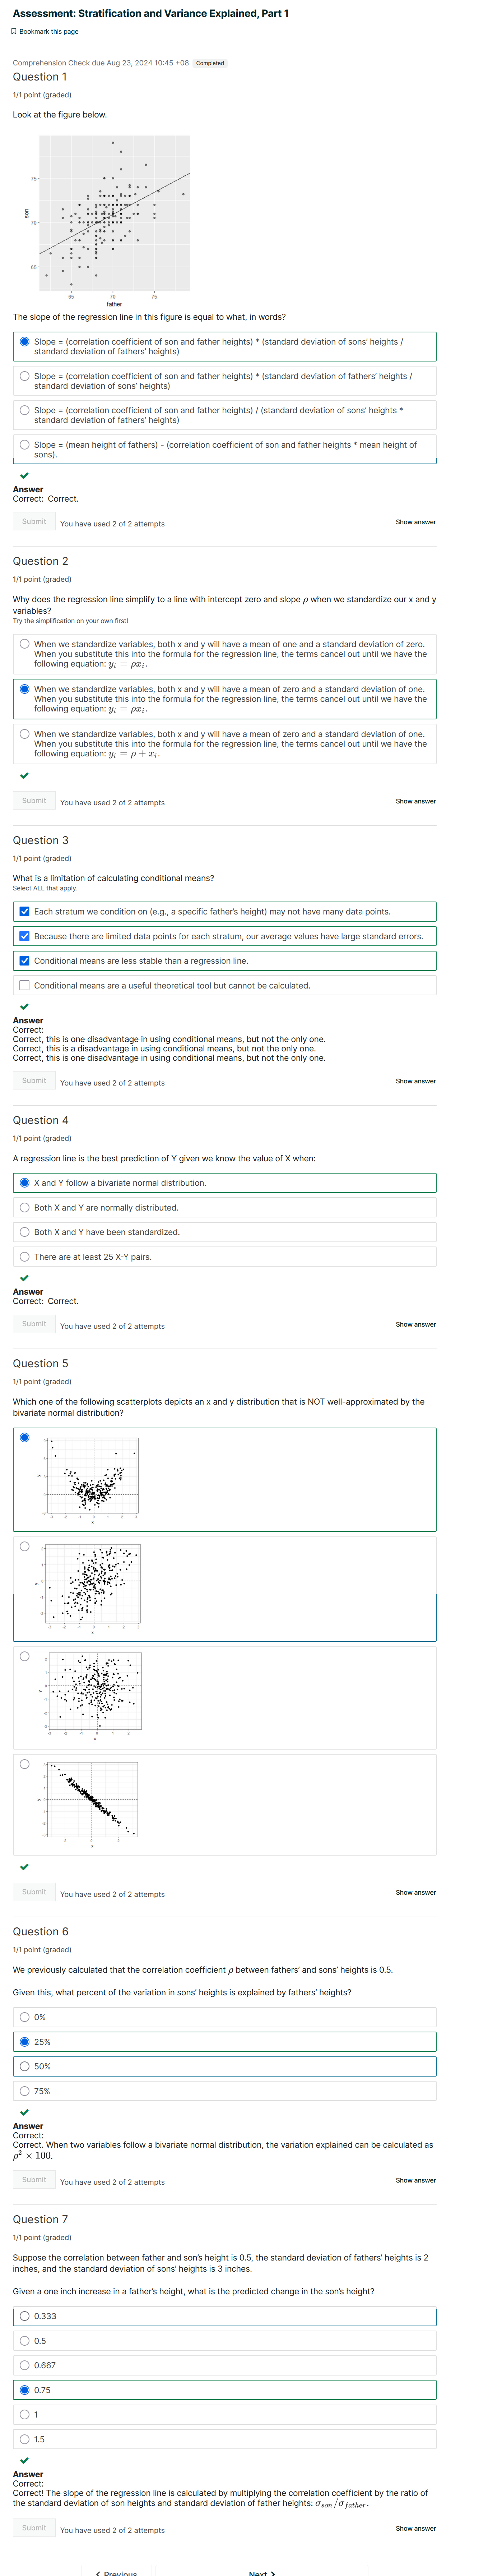 Assessment: Stratification and Variance Explained, Part 1
Bookmark this page
Comprehension Check due Aug 23, 2024 10:45 +08 Completed
Question 1
1/1 point (graded)
Look at the figure below.
75
70
65
son
65 70 75
father
The slope of the regression line in this figure is equal to what, in words?
Slope = (correlation coefficient of son and father heights) * (standard deviation of sons' heights /
standard deviation of fathers' heights)
Slope = (correlation coefficient of son and father heights) * (standard deviation of fathers' heights /
standard deviation of sons' heights)
Slope = (correlation coefficient of son and father heights) / (standard deviation of sons' heights *
standard deviation of fathers' heights)
Slope = (mean height of fathers) - (correlation coefficient of son and father heights * mean height of
sons).
Answer
Correct: Correct.
Submit You have used 2 of 2 attempts Show answer
Question 2
1/1 point (graded)
Why does the regression line simplify to a line with intercept zero and slope ρ when we standardize our x and y
variables?
Try the simplification on your own first!
When we standardize variables, both x and y will have a mean of one and a standard deviation of zero.
When you substitute this into the formula for the regression line, the terms cancel out until we have the
following equation: yᵢ = ρxᵢ.
When we standardize variables, both x and y will have a mean of zero and a standard deviation of one.
When you substitute this into the formula for the regression line, the terms cancel out until we have the
following equation: yᵢ = ρxᵢ.
When we standardize variables, both x and y will have a mean of zero and a standard deviation of one.
When you substitute this into the formula for the regression line, the terms cancel out until we have the
following equation: yᵢ = ρ + xᵢ.
Submit You have used 2 of 2 attempts Show answer
Question 3
1/1 point (graded)
What is a limitation of calculating conditional means?
Select ALL that apply.
Each stratum we condition on (e.g., a specific father's height) may not have many data points.
Because there are limited data points for each stratum, our average values have large standard errors.
Conditional means are less stable than a regression line.
Conditional means are a useful theoretical tool but cannot be calculated.
Answer
Correct:
Correct, this is one disadvantage in using conditional means, but not the only one.
Correct, this is a disadvantage in using conditional means, but not the only one.
Correct, this is one disadvantage in using conditional means, but not the only one.
Submit You have used 2 of 2 attempts Show answer
Question 4
1/1 point (graded)
A regression line is the best prediction of Y given we know the value of X when:
X and Y follow a bivariate normal distribution.
Both X and Y are normally distributed.
Both X and Y have been standardized.
There are at least 25 X-Y pairs.
Answer
Correct: Correct.
Submit You have used 2 of 2 attempts Show answer
Question 5
1/1 point (graded)
Which one of the following scatterplots depicts an x and y distribution that is NOT well-approximated by the
bivariate normal distribution?
Submit You have used 2 of 2 attempts Show answer
Question 6
1/1 point (graded)
We previously calculated that the correlation coefficient ρ between fathers' and sons' heights is 0.5.
Given this, what percent of the variation in sons' heights is explained by fathers' heights?
0%
25%
50%
75%
Answer
Correct:
Correct. When two variables follow a bivariate normal distribution, the variation explained can be calculated as
ρ² × 100.
Submit You have used 2 of 2 attempts Show answer
Question 7
1/1 point (graded)
Suppose the correlation between father and son's height is 0.5, the standard deviation of fathers' heights is 2
inches, and the standard deviation of sons' heights is 3 inches.
Given a one inch increase in a father's height, what is the predicted change in the son's height?
0.333
0.5
0.667
0.75
1
1.5
Answer
Correct:
Correct! The slope of the regression line is calculated by multiplying the correlation coefficient by the ratio of
the standard deviation of son heights and standard deviation of father heights: σson/σfather.
Submit You have used 2 of 2 attempts Show answer
Previous Next